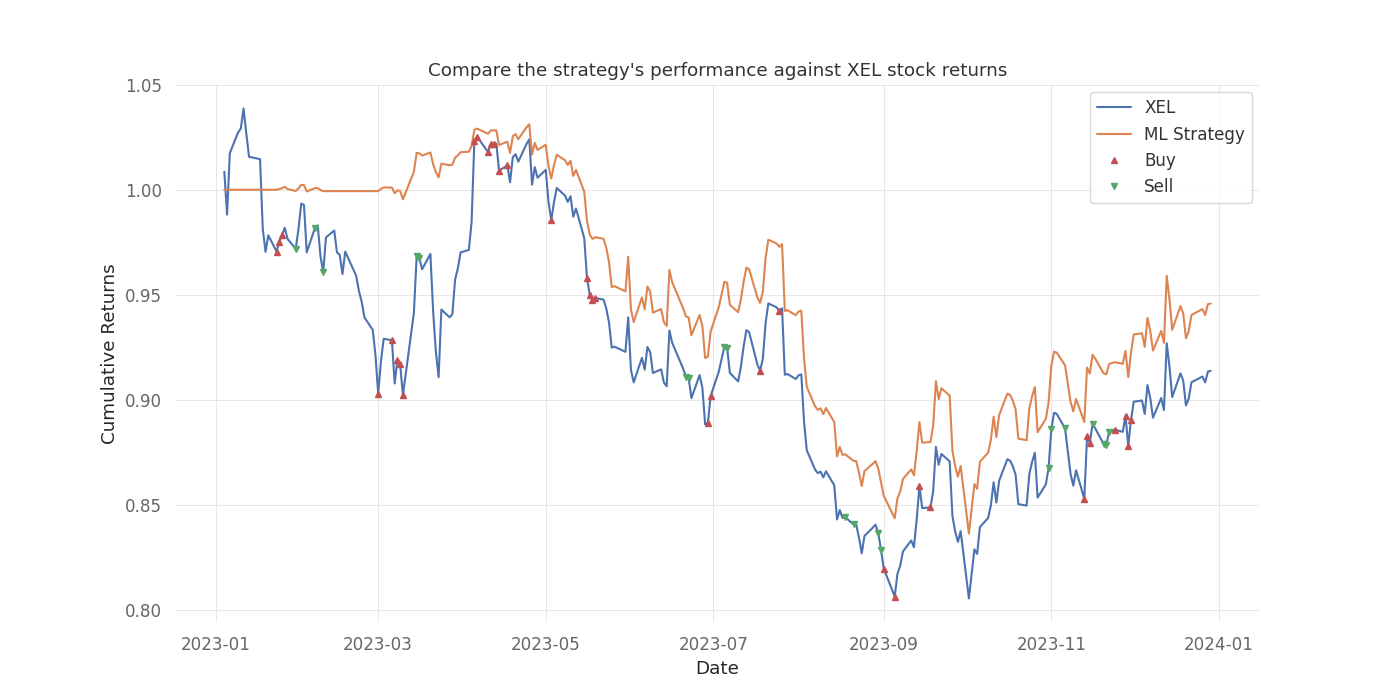 Compare the strategy's performance against XEL stock returns
XEL
ML Strategy
Buy
Sell
Cumulative Returns
1.05
1.00
0.95
0.90
0.85
0.80
2023-01
2023-03
2023-05
2023-07
2023-09
2023-11
2024-01
Date